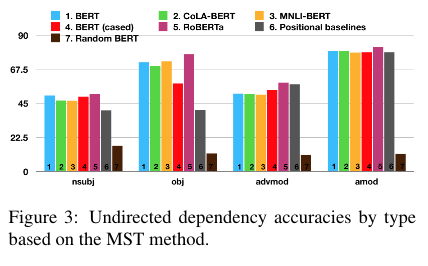 1. BERT 2. CoLA-BERT 3. MNLI-BERT
4. BERT (cased) 5. RoBERTa 6. Positional baselines
7. Random BERT
90
67.5
45
22.5
0
1 2 3 4 5 6 7 1 2 3 4 5 6 7 1 2 3 4 5 6 7 1 2 3 4 5 6 7
nsubj obj advmod amod
Figure 3: Undirected dependency accuracies by type
based on the MST method.